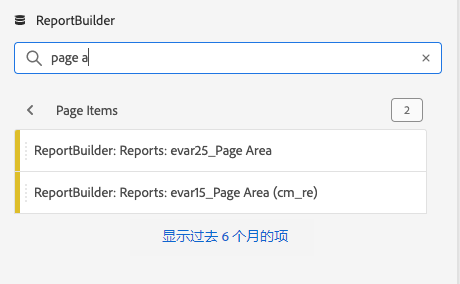 ReportBuilder
page a
Page Items
2
ReportBuilder: Reports: evar25_Page Area
ReportBuilder: Reports: evar15_Page Area (cm_re)
显示过去 6 个月的项